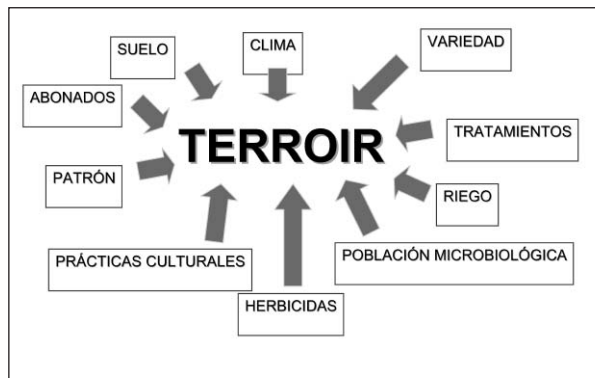 SUELO
CLIMA
VARIEDAD
ABONADOS
TERROIR
TRATAMIENTOS
PATRÓN
RIEGO
PRÁCTICAS CULTURALES
POBLACIÓN MICROBIOLÓGICA
HERBICIDAS